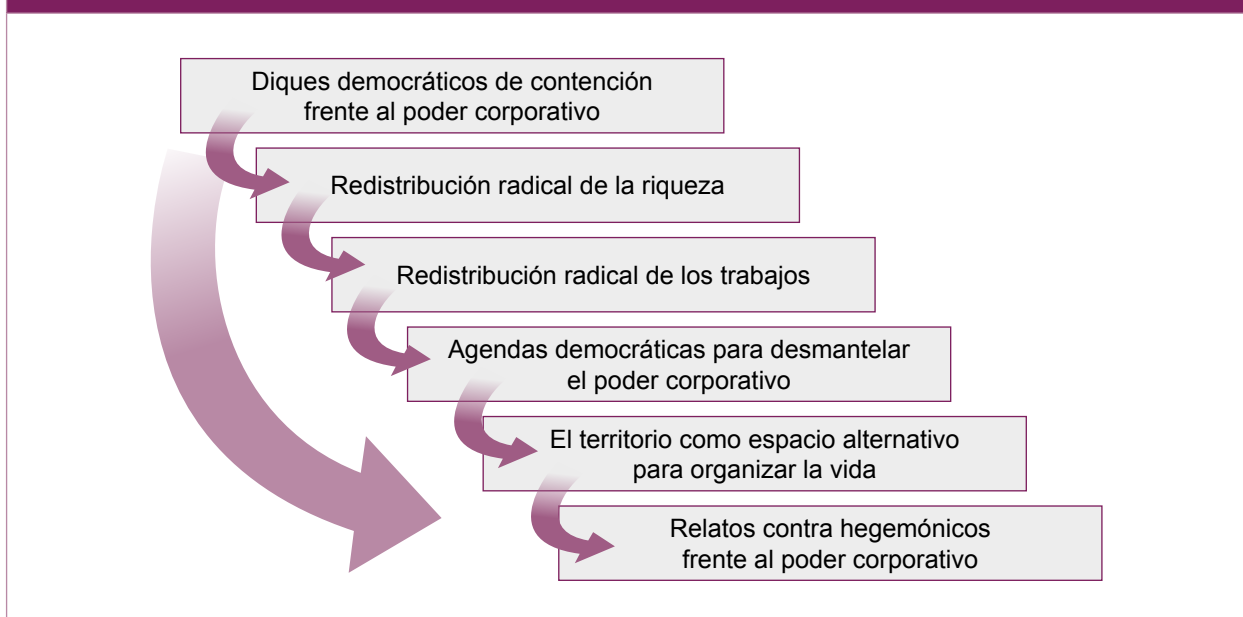 Diques democráticos de contención
frente al poder corporativo
Redistribución radical de la riqueza
Redistribución radical de los trabajos
Agendas democráticas para desmantelar
el poder corporativo
El territorio como espacio alternativo
para organizar la vida
Relatos contra hegemónicos
frente al poder corporativo